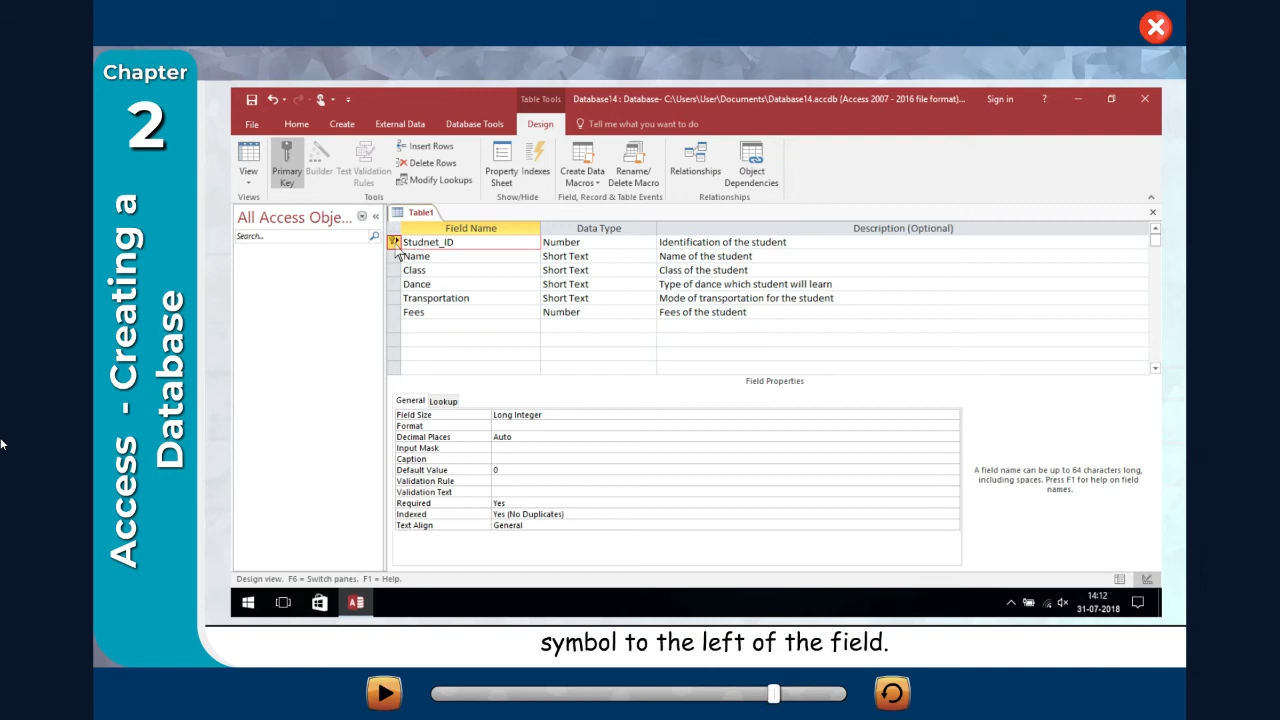 Chapter
2
Access - Creating a
Database
Table Tools
Database14 : Database- C:\Users\User\Documents\Database14.accdb (Access 2007 - 2016 file format)...
Sign in
?
File
Home
Create
External Data
Database Tools
Design
Tell me what you want to do
View
Primary
Key
Builder
Test Validation
Rules
Insert Rows
Delete Rows
Modify Lookups
Property
Sheet
Indexes
Create Data
Macros
Rename/
Delete Macro
Relationships
Object
Dependencies
Views
Tools
Show/Hide
Field, Record & Table Events
Relationships
All Access Obje...
Search...
Table1
Field Name Data Type Description (Optional)
Studnet_ID Number Identification of the student
Name Short Text Name of the student
Class Short Text Class of the student
Dance Short Text Type of dance which student will learn
Transportation Short Text Mode of transportation for the student
Fees Number Fees of the student
Field Properties
General Lookup
Field Size Long Integer
Format
Decimal Places Auto
Input Mask
Caption
Default Value 0
Validation Rule
Validation Text
Required Yes
Indexed Yes (No Duplicates)
Text Align General
A field name can be up to 64 characters long,
including spaces. Press F1 for help on field
names.
Design view. F6 = Switch panes. F1 = Help.
14:12
31-07-2018
symbol to the left of the field.